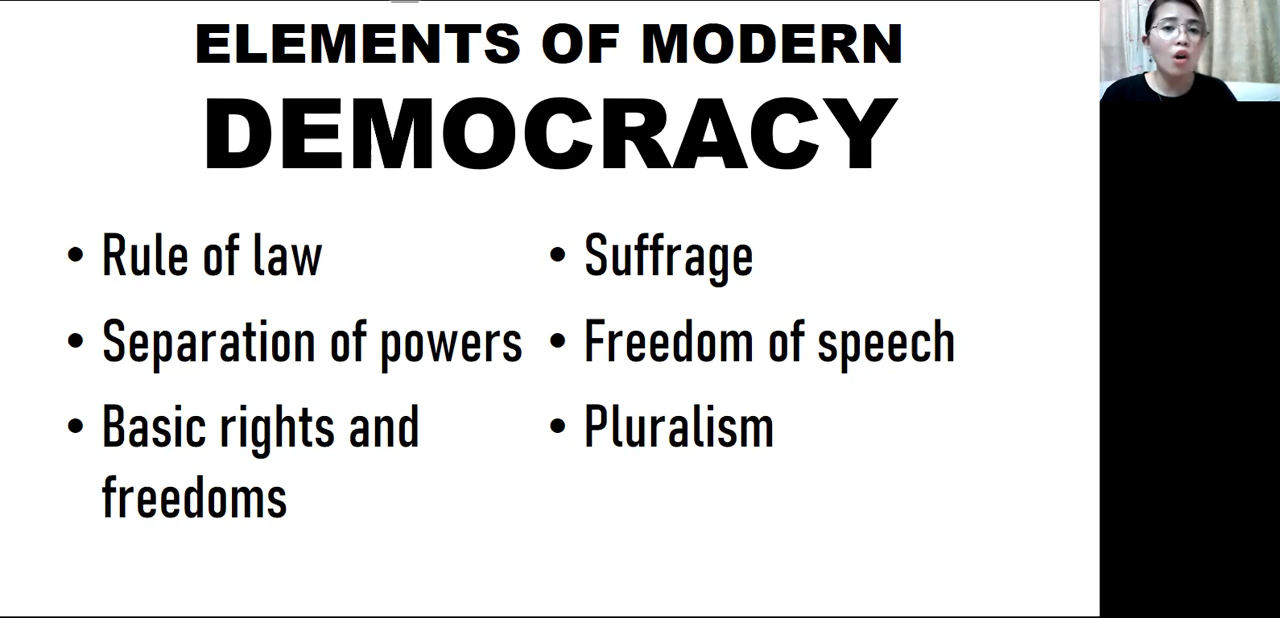 ELEMENTS OF MODERN
DEMOCRACY
• Rule of law
• Separation of powers
• Basic rights and
freedoms
• Suffrage
• Freedom of speech
• Pluralism